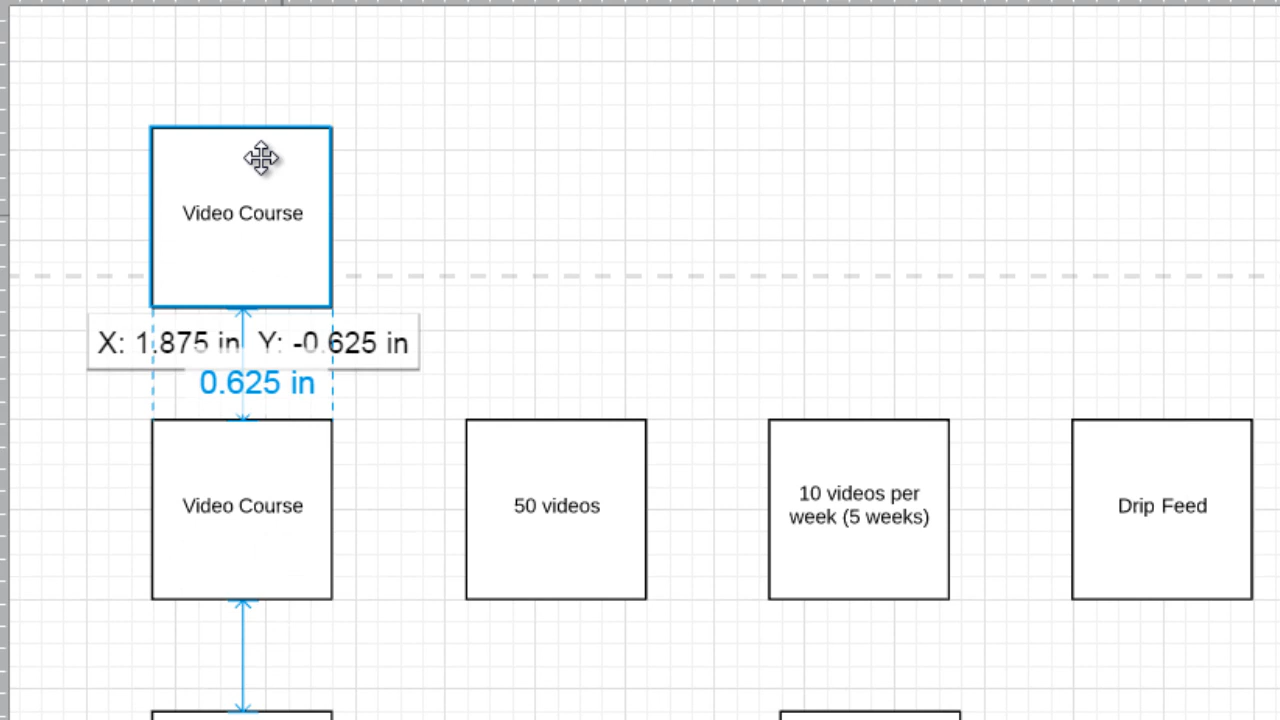 Video Course
X: 1.875 in Y: -0.625 in
0.625 in
Video Course
50 videos
10 videos per
week (5 weeks)
Drip Feed